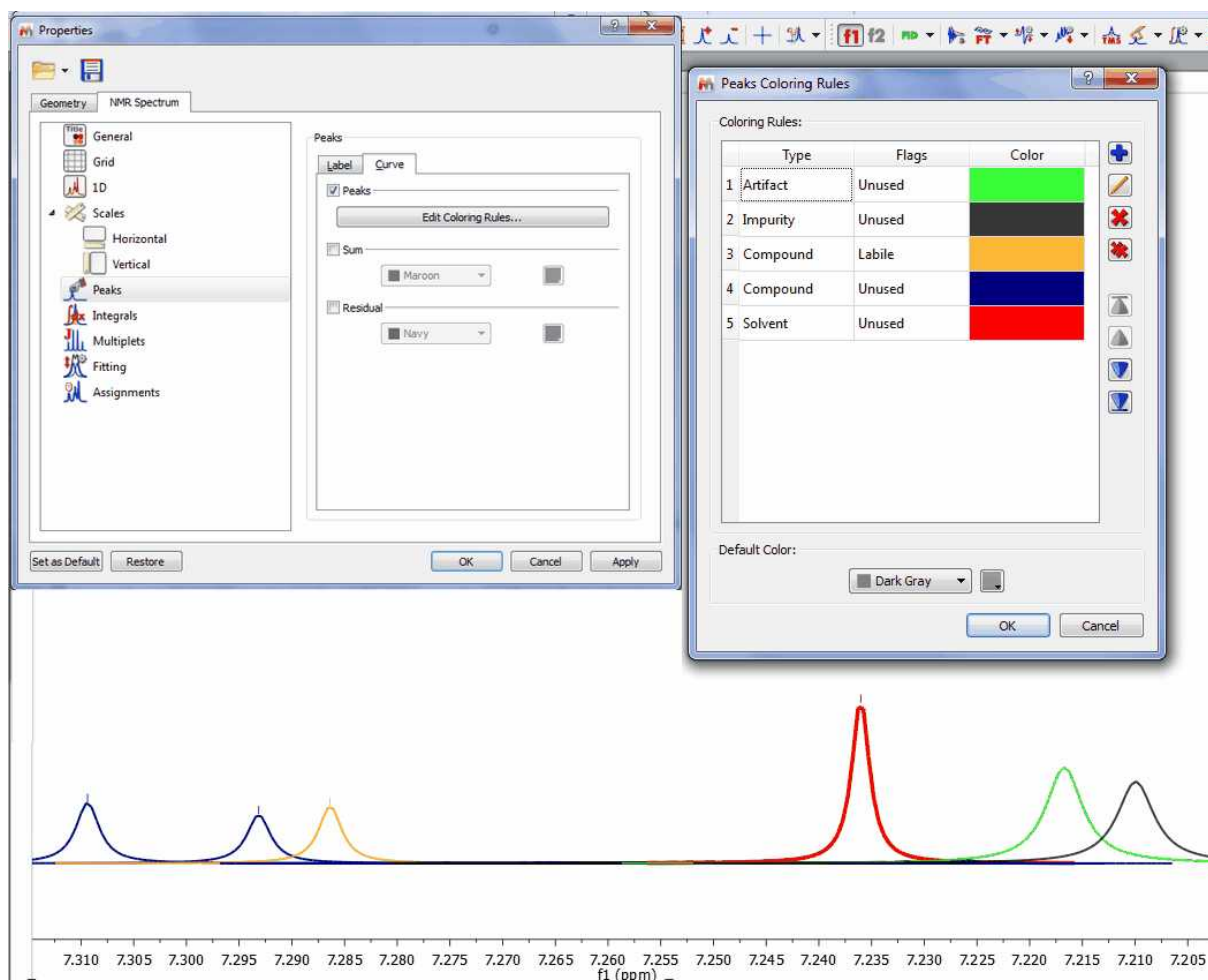 Properties
Geometry NMR Spectrum
General
Grid
1D
Scales
Horizontal
Vertical
Peaks
Integrals
Multiplets
Fitting
Assignments
Peaks
Label Curve
Peaks
Edit Coloring Rules...
Sum
Maroon
Residual
Navy
Set as Default Restore OK Cancel Apply
f1 f2
Peaks Coloring Rules
Coloring Rules:
Type Flags Color
1 Artifact Unused
2 Impurity Unused
3 Compound Labile
4 Compound Unused
5 Solvent Unused
Default Color:
Dark Gray
OK Cancel
7.310 7.305 7.300 7.295 7.290 7.285 7.280 7.275 7.270 7.265 7.260 7.255 7.250 7.245 7.240 7.235 7.230 7.225 7.220 7.215 7.210 7.205
f1 (ppm)